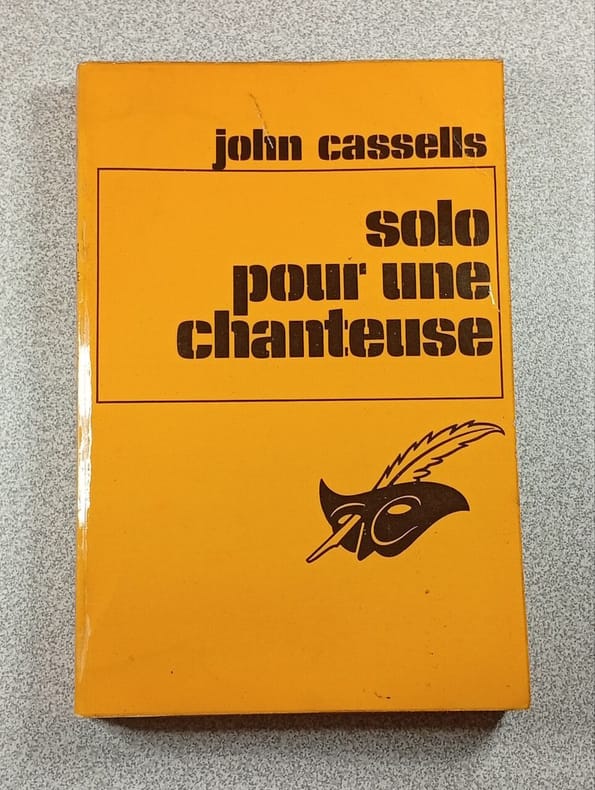 john cassells
solo
pour une
chanteuse